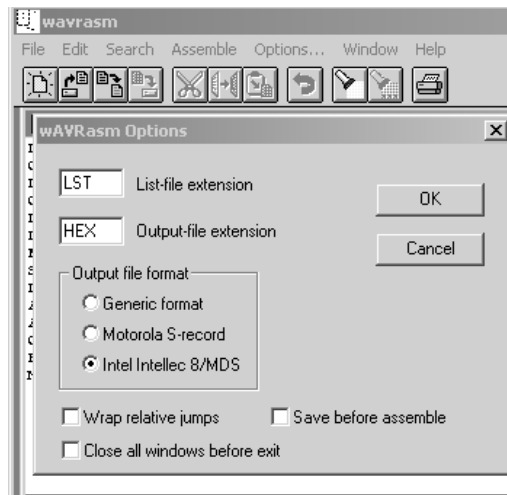 wavrasm
File Edit Search Assemble Options... Window Help
wAVRasm Options
LST List-file extension
OK
HEX Output-file extension
Cancel
Output file format
Generic format
Motorola S-record
Intel Intellec 8/MDS
Wrap relative jumps Save before assemble
Close all windows before exit